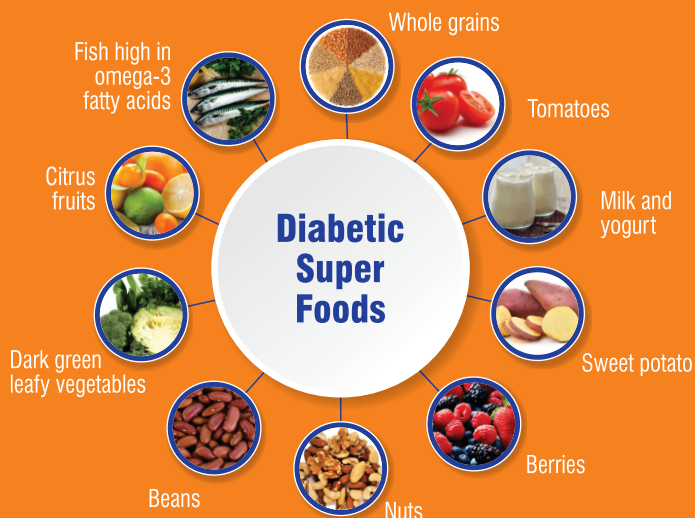 Diabetic
Super
Foods
Whole grains
Tomatoes
Milk and
yogurt
Sweet potato
Berries
Nuts
Beans
Dark green
leafy vegetables
Citrus
fruits
Fish high in
omega-3
fatty acids